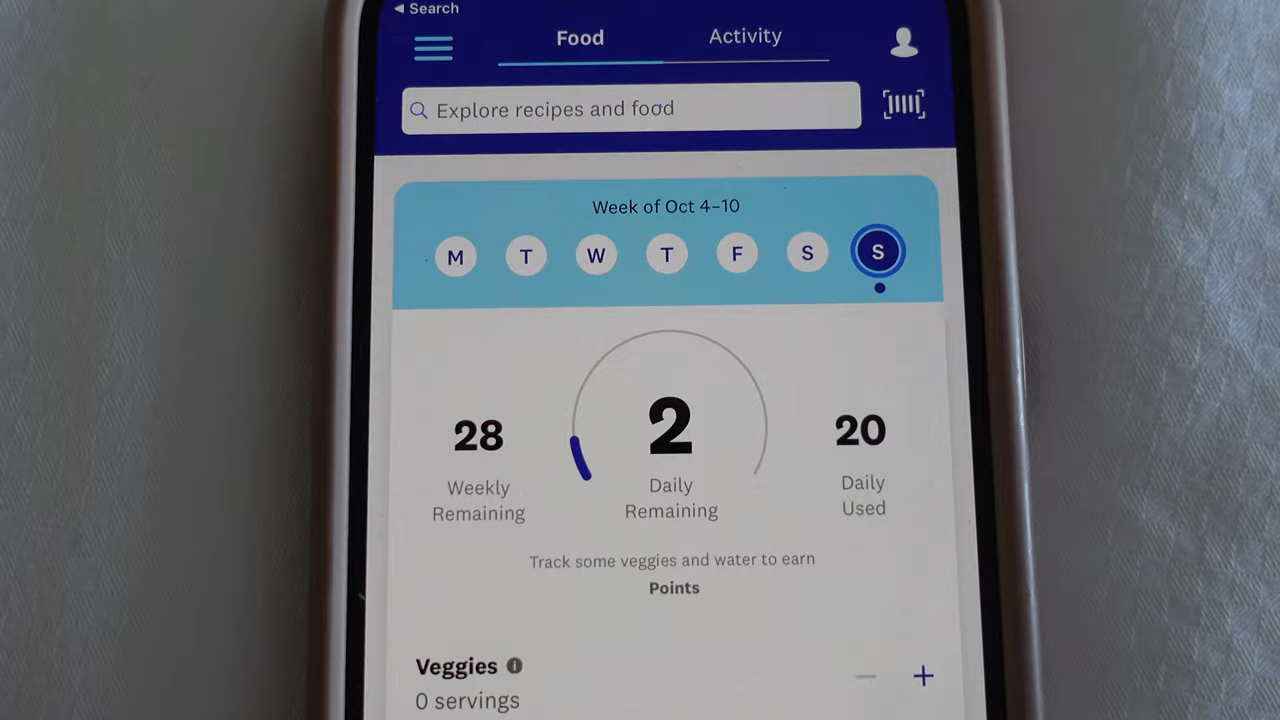 ◀ Search
Food Activity
Explore recipes and food
Week of Oct 4–10
M T W T F S S
28 2 20
Weekly Remaining
Daily Remaining
Daily Used
Track some veggies and water to earn
Points
Veggies
0 servings